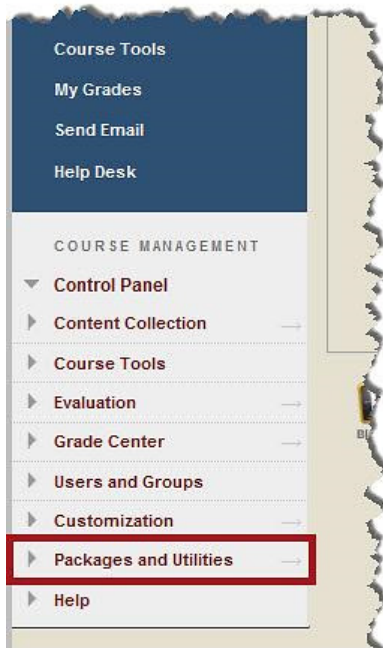 Course Tools
My Grades
Send Email
Help Desk
COURSE MANAGEMENT
Control Panel
Content Collection
Course Tools
Evaluation
Grade Center
Users and Groups
Customization
Packages and Utilities
Help